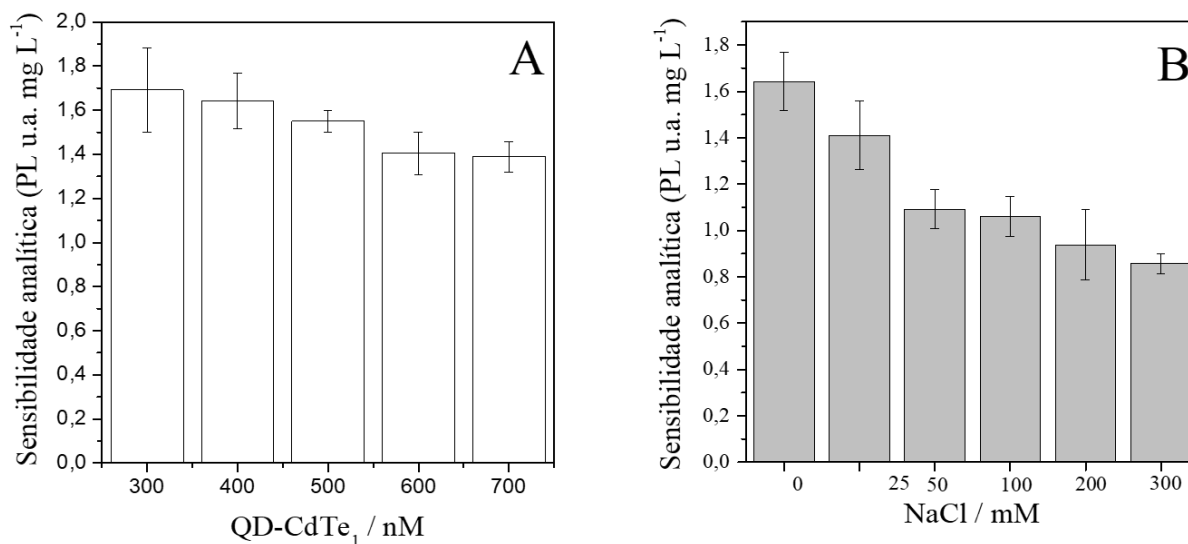 A
Sensibilidade analítica (PL u.a. mg L⁻¹)
2,0
1,8
1,6
1,4
1,2
1,0
0,8
0,6
0,4
0,2
0,0
300 400 500 600 700
QD-CdTe₁ / nM
B
Sensibilidade analítica (PL u.a. mg L⁻¹)
1,8
1,6
1,4
1,2
1,0
0,8
0,6
0,4
0,2
0,0
0 25 50 100 200 300
NaCl / mM